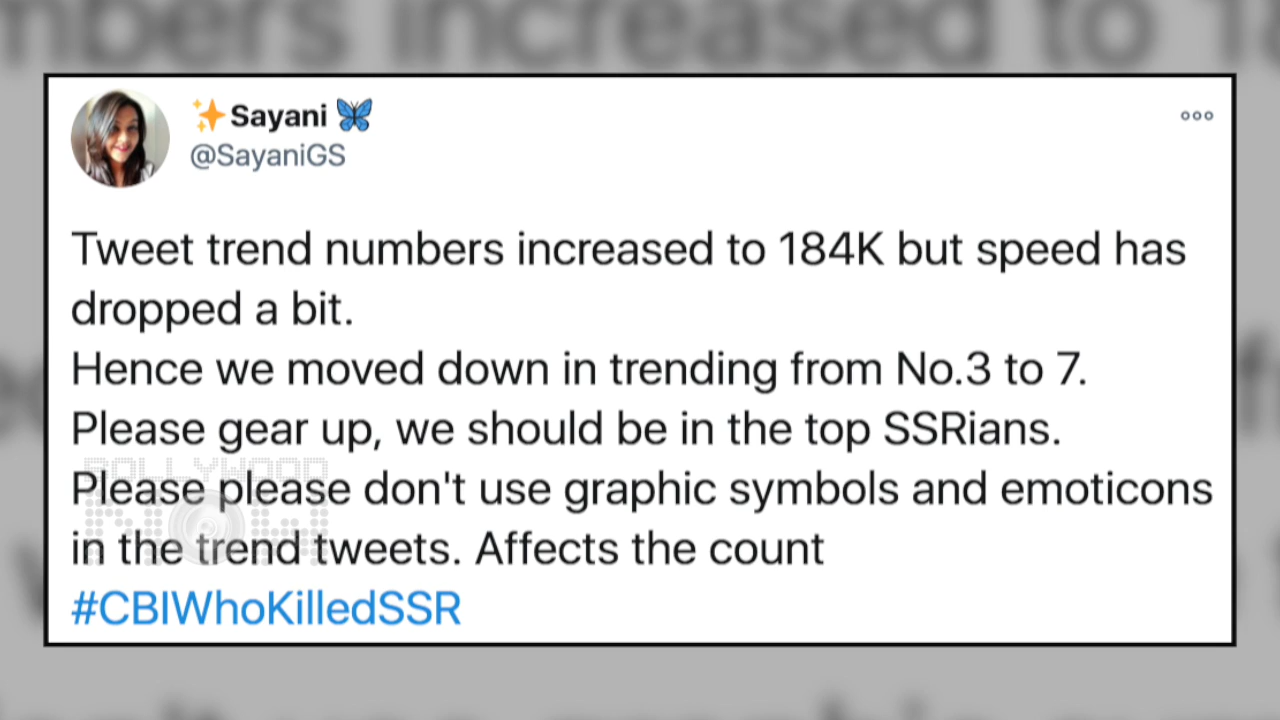 ✨Sayani 🦋
@SayaniGS
Tweet trend numbers increased to 184K but speed has
dropped a bit.
Hence we moved down in trending from No.3 to 7.
Please gear up, we should be in the top SSRians.
Please please don't use graphic symbols and emoticons
in the trend tweets. Affects the count
#CBIWhoKilledSSR
BOLLYWOOD
NOW